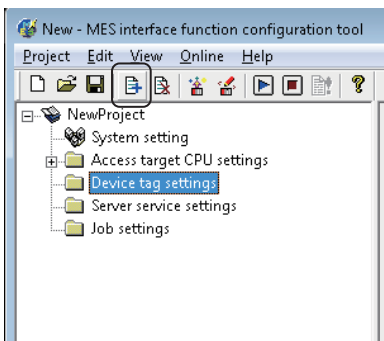 New - MES interface function configuration tool
Project Edit View Online Help
NewProject
System setting
Access target CPU settings
Device tag settings
Server service settings
Job settings